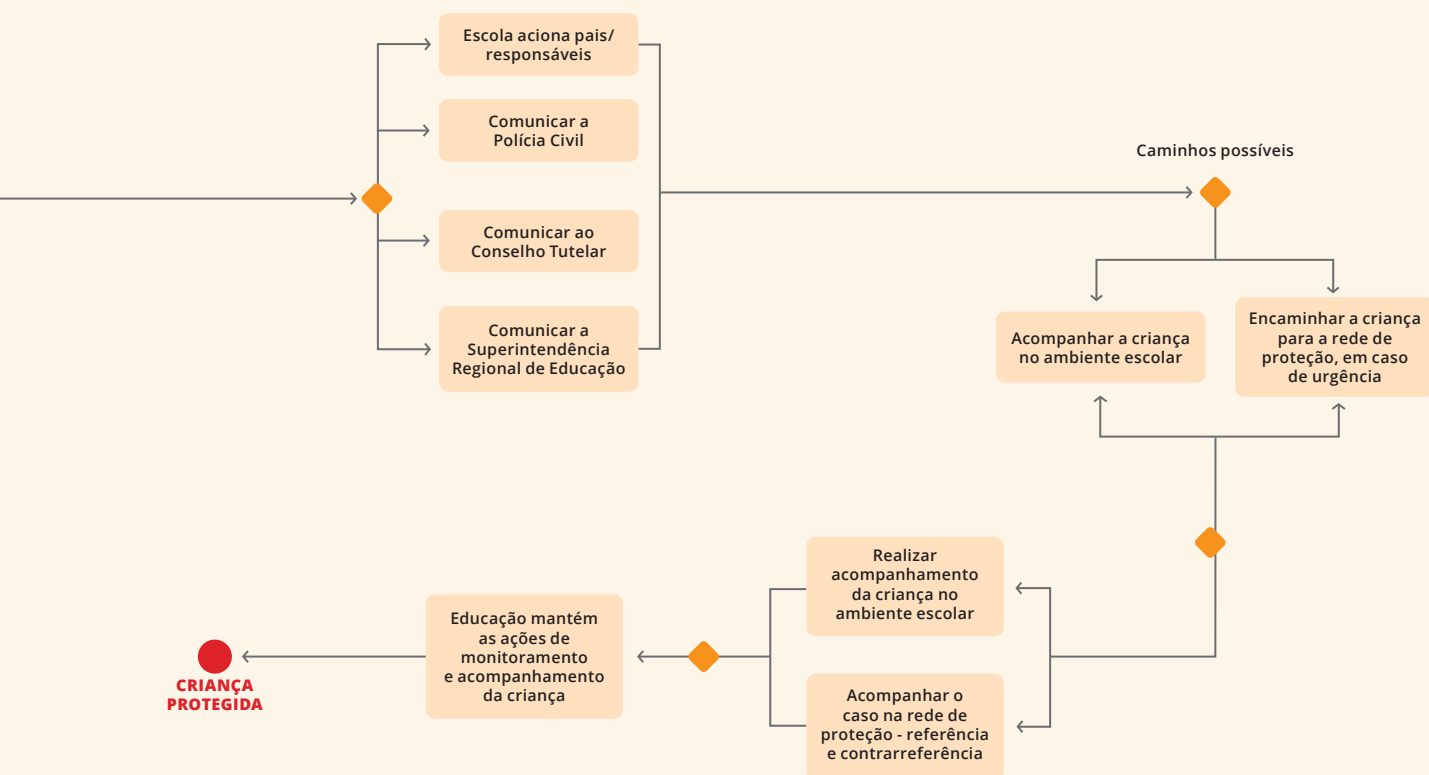 Escola aciona pais/
responsáveis
Comunicar a
Polícia Civil
Comunicar ao
Conselho Tutelar
Comunicar a
Superintendência
Regional de Educação
Caminhos possíveis
Acompanhar a criança
no ambiente escolar
Encaminhar a criança
para a rede de
proteção, em caso
de urgência
Realizar
acompanhamento
da criança no
ambiente escolar
Acompanhar o
caso na rede de
proteção - referência
e contrarreferência
Educação mantém
as ações de
monitoramento
e acompanhamento
da criança
CRIANÇA
PROTEGIDA